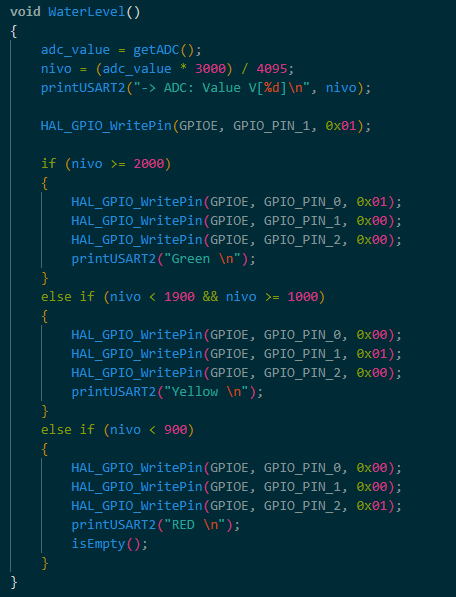 void WaterLevel()
{
    adc_value = getADC();
    nivo = (adc_value * 3000) / 4095;
    printUSART2("-> ADC: Value V[%d]\n", nivo);

    HAL_GPIO_WritePin(GPIOE, GPIO_PIN_1, 0x01);

    if (nivo >= 2000)
    {
        HAL_GPIO_WritePin(GPIOE, GPIO_PIN_0, 0x01);
        HAL_GPIO_WritePin(GPIOE, GPIO_PIN_1, 0x00);
        HAL_GPIO_WritePin(GPIOE, GPIO_PIN_2, 0x00);
        printUSART2("Green \n");
    }
    else if (nivo < 1900 && nivo >= 1000)
    {
        HAL_GPIO_WritePin(GPIOE, GPIO_PIN_0, 0x00);
        HAL_GPIO_WritePin(GPIOE, GPIO_PIN_1, 0x01);
        HAL_GPIO_WritePin(GPIOE, GPIO_PIN_2, 0x00);
        printUSART2("Yellow \n");
    }
    else if (nivo < 900)
    {
        HAL_GPIO_WritePin(GPIOE, GPIO_PIN_0, 0x00);
        HAL_GPIO_WritePin(GPIOE, GPIO_PIN_1, 0x00);
        HAL_GPIO_WritePin(GPIOE, GPIO_PIN_2, 0x01);
        printUSART2("RED \n");
        isEmpty();
    }
}